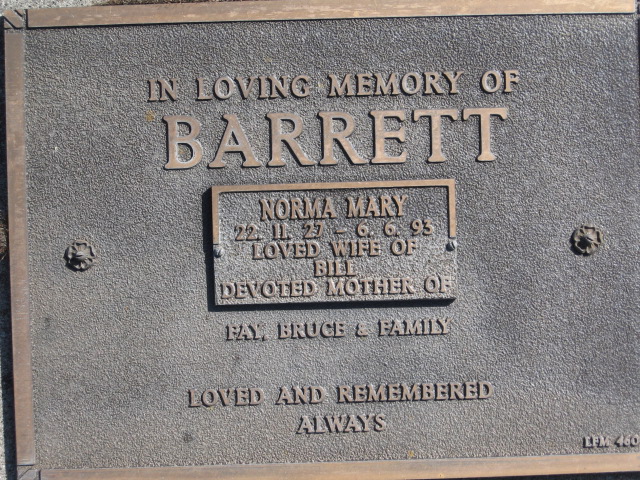 IN LOVING MEMORY OF
BARRETT
NORMA MARY
22. 11. 27 - 6. 6. 93
LOVED WIFE OF
BILL
DEVOTED MOTHER OF
FAY, BRUCE & FAMILY
LOVED AND REMEMBERED
ALWAYS
LFM 460